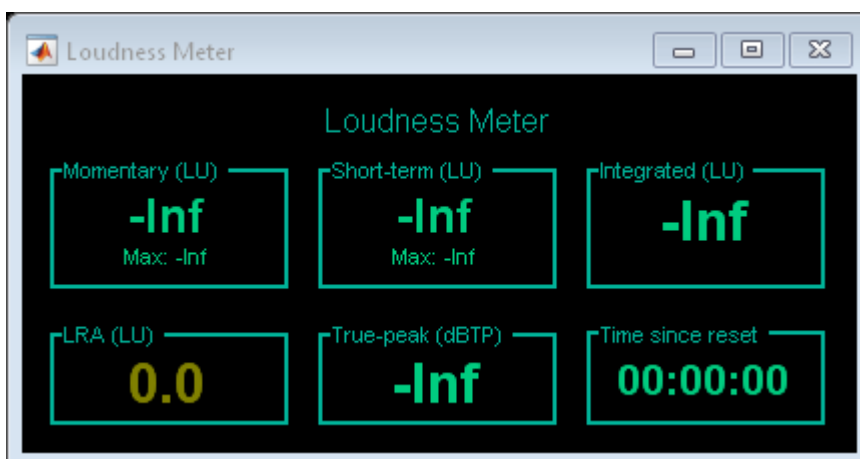 Loudness Meter
Loudness Meter
Momentary (LU)
-Inf
Max: -Inf
Short-term (LU)
-Inf
Max: -Inf
Integrated (LU)
-Inf
LRA (LU)
0.0
True-peak (dBTP)
-Inf
Time since reset
00:00:00